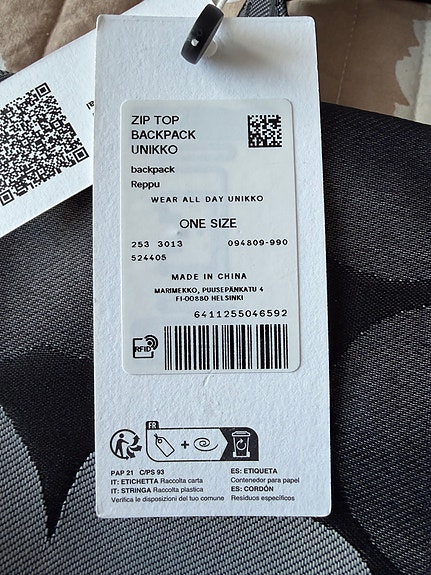 ZIP TOP
BACKPACK
UNIKKO
backpack
Reppu
WEAR ALL DAY UNIKKO
ONE SIZE
253 3013 094809-990
524405
MADE IN CHINA
MARIMEKKO, PUUSEPÄNKATU 4
FI-00880 HELSINKI
6411255046592
RFID
FR
PAP 21 C/PS 93
IT: ETICHETTA Raccolta carta
IT: STRINGA Raccolta plastica
Verifica le disposizioni del tuo comune
ES: ETIQUETA
Contenedor para papel
ES: CORDÓN
Residuos específicos